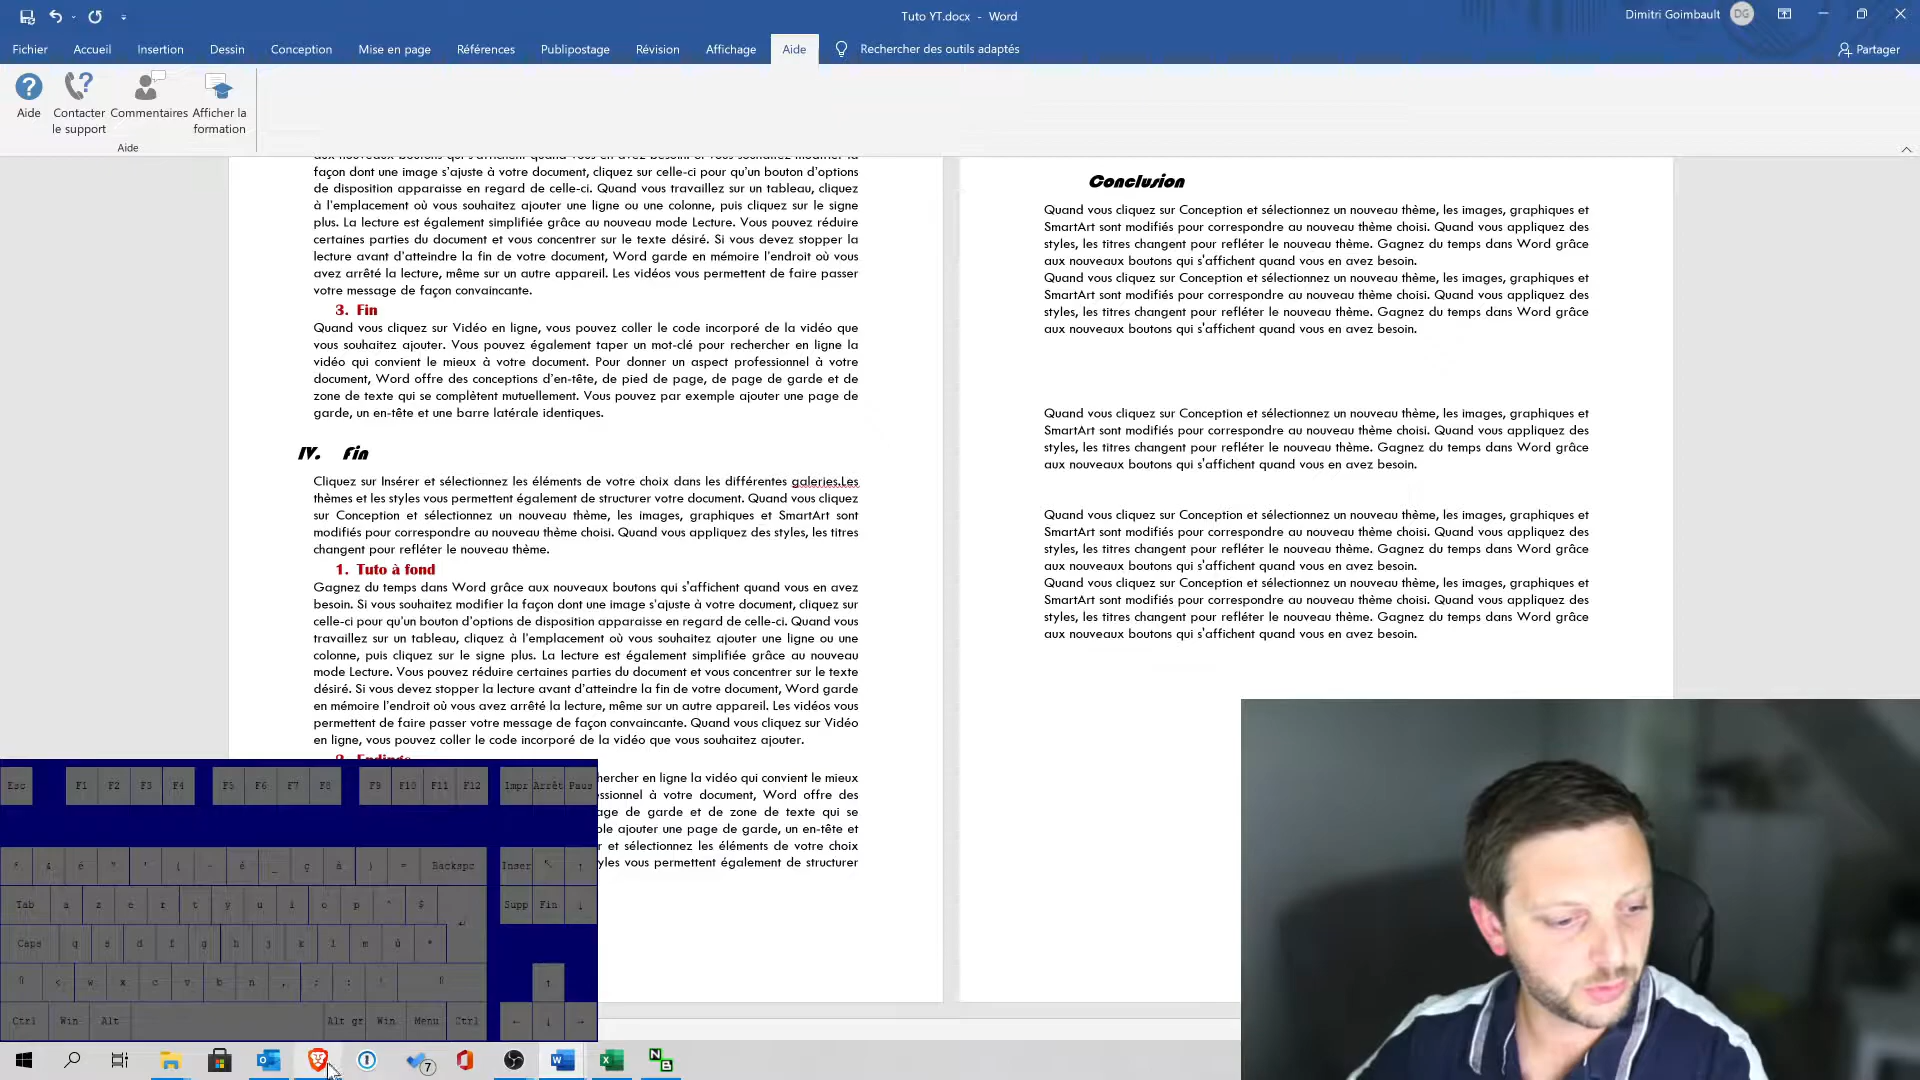 Tuto YT.docx - Word
Dimitri Goimbault DG
Fichier Accueil Insertion Dessin Conception Mise en page Références Publipostage Révision Affichage Aide Rechercher des outils adaptés Partager
Aide
Contacter le support
Commentaires
Afficher la formation
Aide
façon dont une image s'ajuste à votre document, cliquez sur celle-ci pour qu'un bouton d'options
de disposition apparaisse en regard de celle-ci. Quand vous travaillez sur un tableau, cliquez
à l'emplacement où vous souhaitez ajouter une ligne ou une colonne, puis cliquez sur le signe
plus. La lecture est également simplifiée grâce au nouveau mode Lecture. Vous pouvez réduire
certaines parties du document et vous concentrer sur le texte désiré. Si vous devez stopper la
lecture avant d'atteindre la fin de votre document, Word garde en mémoire l'endroit où vous
avez arrêté la lecture, même sur un autre appareil. Les vidéos vous permettent de faire passer
votre message de façon convaincante.
3. Fin
Quand vous cliquez sur Vidéo en ligne, vous pouvez coller le code incorporé de la vidéo que
vous souhaitez ajouter. Vous pouvez également taper un mot-clé pour rechercher en ligne la
vidéo qui convient le mieux à votre document. Pour donner un aspect professionnel à votre
document, Word offre des conceptions d'en-tête, de pied de page, de page de garde et de
zone de texte qui se complètent mutuellement. Vous pouvez par exemple ajouter une page de
garde, un en-tête et une barre latérale identiques.
IV. Fin
Cliquez sur Insérer et sélectionnez les éléments de votre choix dans les différentes galeries.Les
thèmes et les styles vous permettent également de structurer votre document. Quand vous cliquez
sur Conception et sélectionnez un nouveau thème, les images, graphiques et SmartArt sont
modifiés pour correspondre au nouveau thème choisi. Quand vous appliquez des styles, les titres
changent pour refléter le nouveau thème.
1. Tuto à fond
Gagnez du temps dans Word grâce aux nouveaux boutons qui s'affichent quand vous en avez
besoin. Si vous souhaitez modifier la façon dont une image s'ajuste à votre document, cliquez sur
celle-ci pour qu'un bouton d'options de disposition apparaisse en regard de celle-ci. Quand vous
travaillez sur un tableau, cliquez à l'emplacement où vous souhaitez ajouter une ligne ou une
colonne, puis cliquez sur le signe plus. La lecture est également simplifiée grâce au nouveau
mode Lecture. Vous pouvez réduire certaines parties du document et vous concentrer sur le texte
désiré. Si vous devez stopper la lecture avant d'atteindre la fin de votre document, Word garde
en mémoire l'endroit où vous avez arrêté la lecture, même sur un autre appareil. Les vidéos vous
permettent de faire passer votre message de façon convaincante. Quand vous cliquez sur Vidéo
en ligne, vous pouvez coller le code incorporé de la vidéo que vous souhaitez ajouter.
hercher en ligne la vidéo qui convient le mieux
essionnel à votre document, Word offre des
age de garde et de zone de texte qui se
ple ajouter une page de garde, un en-tête et
r et sélectionnez les éléments de votre choix
tyles vous permettent également de structurer
Conclusion
Quand vous cliquez sur Conception et sélectionnez un nouveau thème, les images, graphiques et
SmartArt sont modifiés pour correspondre au nouveau thème choisi. Quand vous appliquez des
styles, les titres changent pour refléter le nouveau thème. Gagnez du temps dans Word grâce
aux nouveaux boutons qui s'affichent quand vous en avez besoin.
Quand vous cliquez sur Conception et sélectionnez un nouveau thème, les images, graphiques et
SmartArt sont modifiés pour correspondre au nouveau thème choisi. Quand vous appliquez des
styles, les titres changent pour refléter le nouveau thème. Gagnez du temps dans Word grâce
aux nouveaux boutons qui s'affichent quand vous en avez besoin.
Quand vous cliquez sur Conception et sélectionnez un nouveau thème, les images, graphiques et
SmartArt sont modifiés pour correspondre au nouveau thème choisi. Quand vous appliquez des
styles, les titres changent pour refléter le nouveau thème. Gagnez du temps dans Word grâce
aux nouveaux boutons qui s'affichent quand vous en avez besoin.
Quand vous cliquez sur Conception et sélectionnez un nouveau thème, les images, graphiques et
SmartArt sont modifiés pour correspondre au nouveau thème choisi. Quand vous appliquez des
styles, les titres changent pour refléter le nouveau thème. Gagnez du temps dans Word grâce
aux nouveaux boutons qui s'affichent quand vous en avez besoin.
Quand vous cliquez sur Conception et sélectionnez un nouveau thème, les images, graphiques et
SmartArt sont modifiés pour correspondre au nouveau thème choisi. Quand vous appliquez des
styles, les titres changent pour refléter le nouveau thème. Gagnez du temps dans Word grâce
aux nouveaux boutons qui s'affichent quand vous en avez besoin.
Esc F1 F2 F3 F4 F5 F6 F7 F8 F9 F10 F11 F12 Impr Arrêt Paus
& é " ' ( - è _ ç à ) = Backspc Inser
Tab a z e r t y u i o p ^ $ Supp Fin ↓
Caps q s d f g h j k l m ù *
< w x c v b n , ; : ! ↑
Ctrl Win Alt Alt gr Win Menu Ctrl ← ↓ →
7